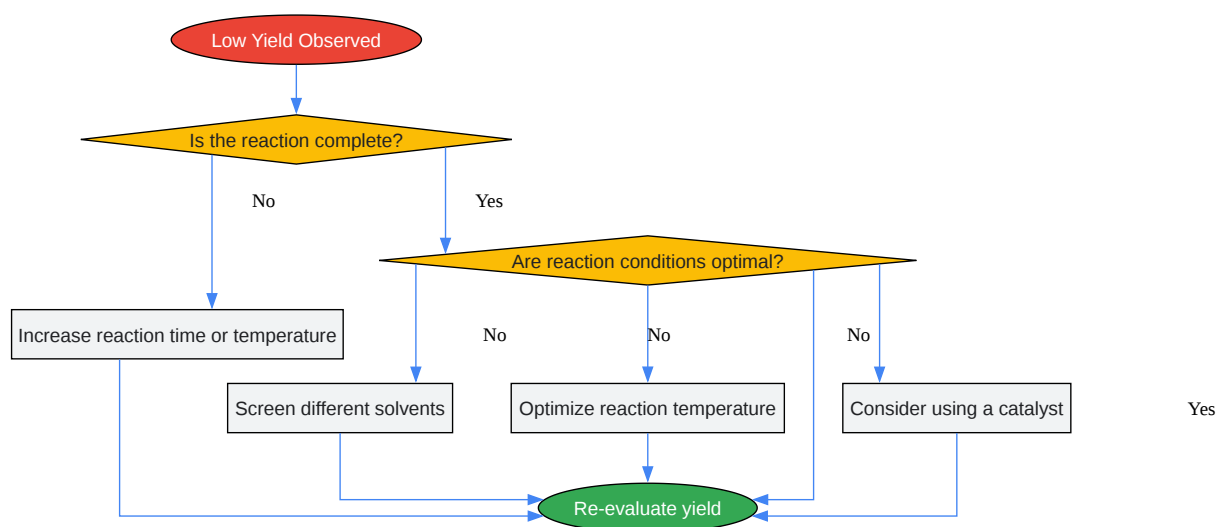 Low Yield Observed
Is the reaction complete?
No
Yes
Are reaction conditions optimal?
Increase reaction time or temperature
No
No
No
Screen different solvents
Optimize reaction temperature
Consider using a catalyst
Yes
Re-evaluate yield